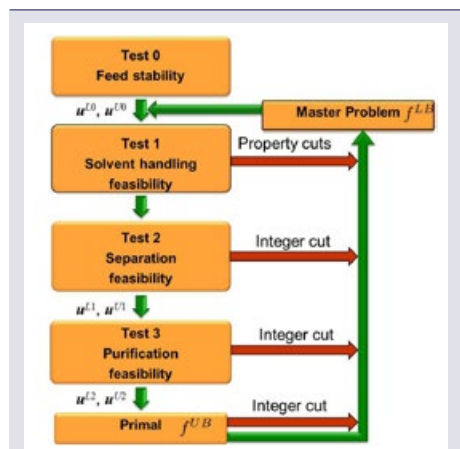 Test 0
Feed stability
u^{L0}, u^{U0}
Master Problem f^{LB}
Test 1
Solvent handling
feasibility
Property cuts
Test 2
Separation
feasibility
Integer cut
u^{L1}, u^{U1}
Test 3
Purification
feasibility
Integer cut
u^{L2}, u^{U2}
Integer cut
Primal f^{UB}